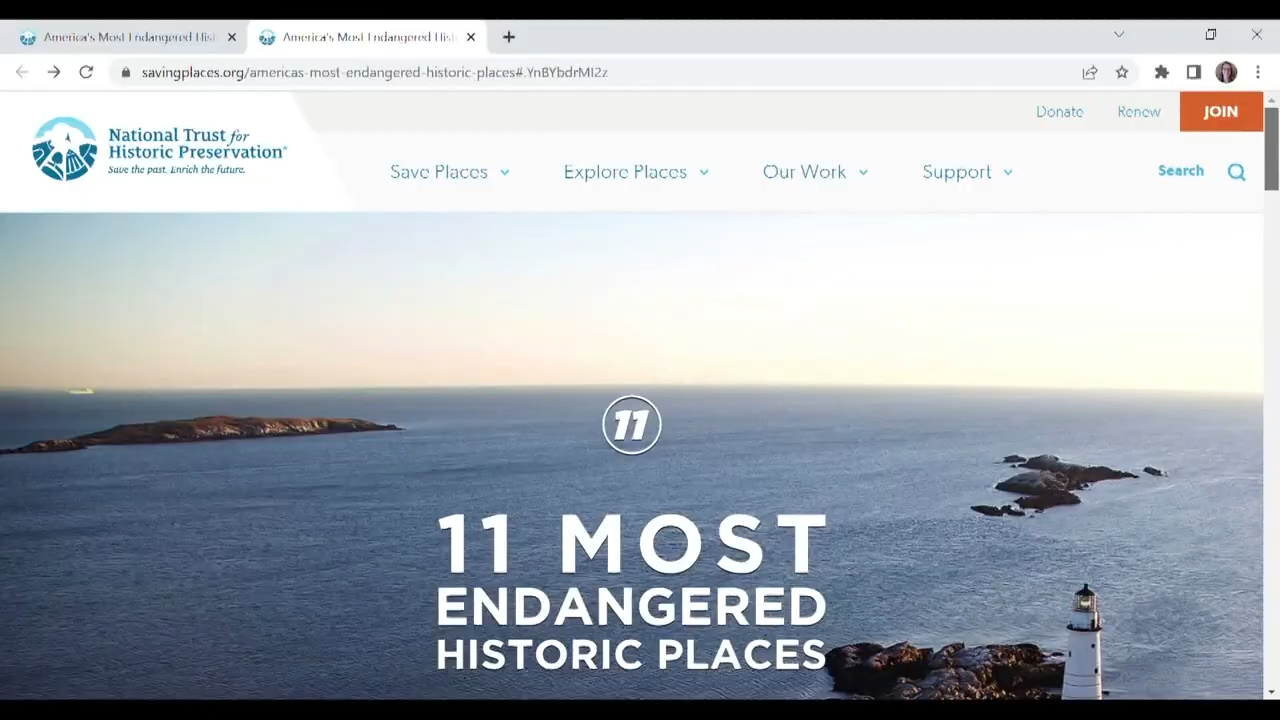 America's Most Endangered Hist
America's Most Endangered His
savingplaces.org/americas-most-endangered-historic-places#.YnBYbdrMI2z
Donate
Renew
JOIN
National Trust for
Historic Preservation®
Save the past. Enrich the future.
Save Places
Explore Places
Our Work
Support
Search
11
11 MOST
ENDANGERED
HISTORIC PLACES